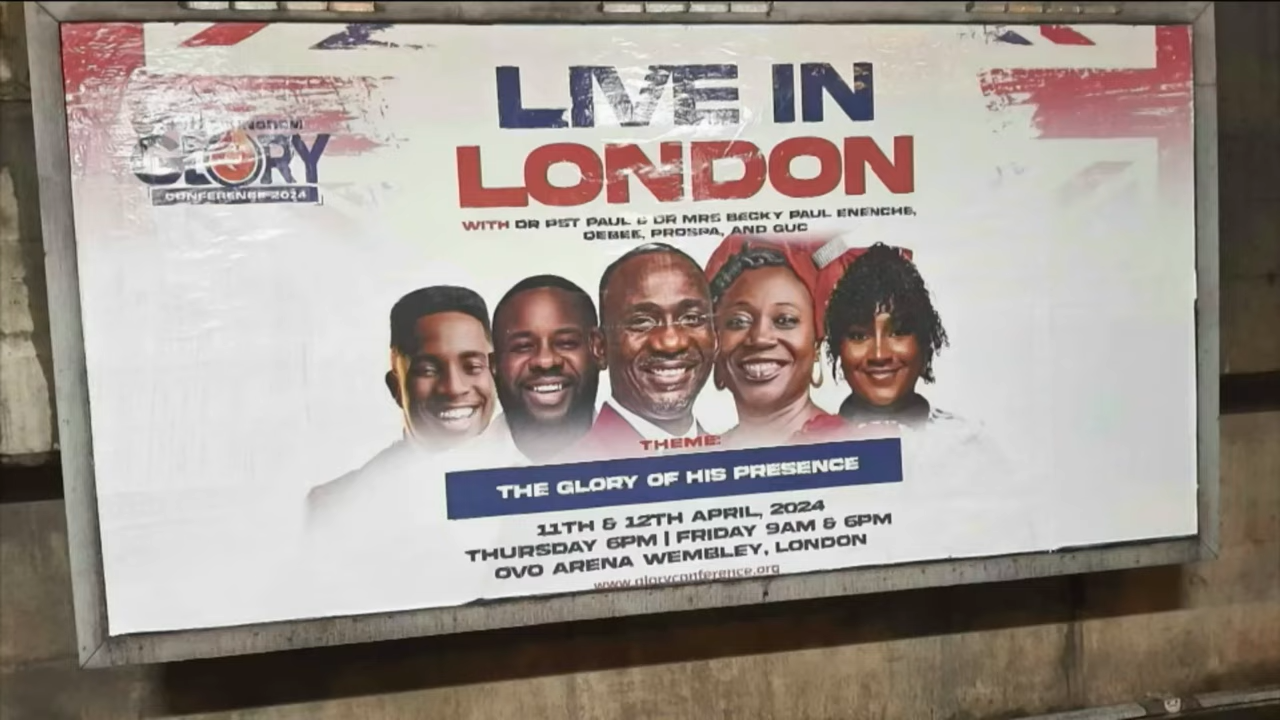 GLORY
CONFERENCE 2024
LIVE IN
LONDON
WITH DR PST PAUL & DR MRS BECKY PAUL ENENCHE,
DEBEE, PROSPA, AND GUC
THEME:
THE GLORY OF HIS PRESENCE
11TH & 12TH APRIL, 2024
THURSDAY 6PM | FRIDAY 9AM & 6PM
OVO ARENA WEMBLEY, LONDON
www.gloryconference.org